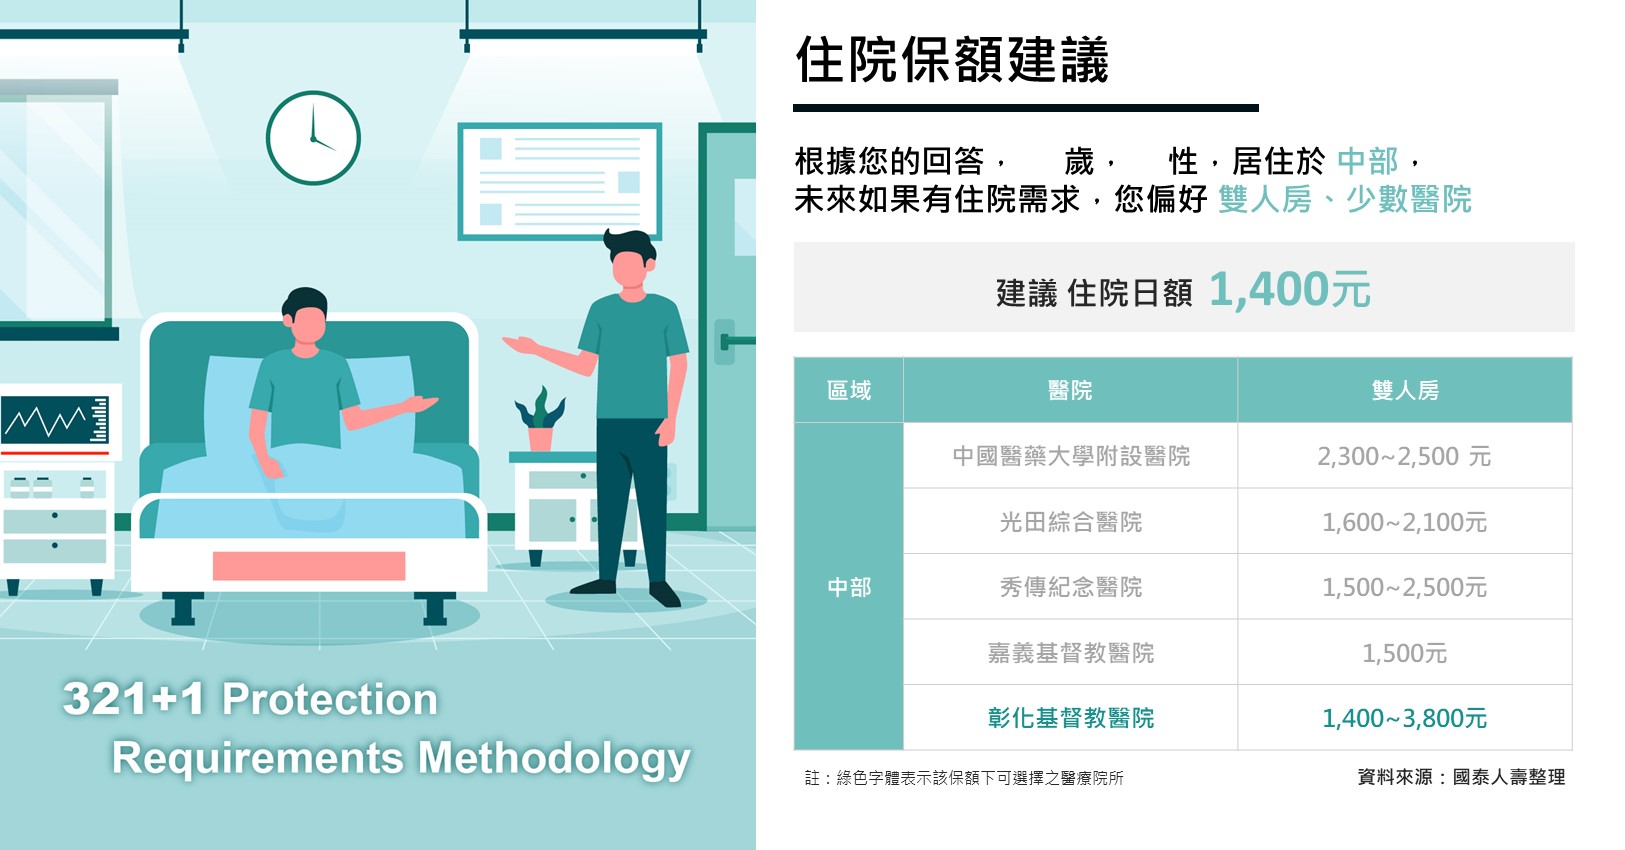 321+1 Protection
Requirements Methodology
住院保額建議
根據您的回答， 歲， 性，居住於 中部，
未來如果有住院需求，您偏好 雙人房、少數醫院
建議 住院日額 1,400元
區域 醫院 雙人房
中部
中國醫藥大學附設醫院 2,300~2,500 元
光田綜合醫院 1,600~2,100元
秀傳紀念醫院 1,500~2,500元
嘉義基督教醫院 1,500元
彰化基督教醫院 1,400~3,800元
註：綠色字體表示該保額下可選擇之醫療院所 資料來源：國泰人壽整理